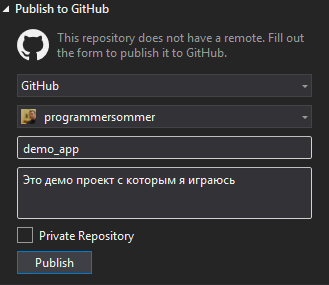 Publish to GitHub
This repository does not have a remote. Fill out
the form to publish it to GitHub.
GitHub
programmersommer
demo_app
Это демо проект с которым я играюсь
Private Repository
Publish